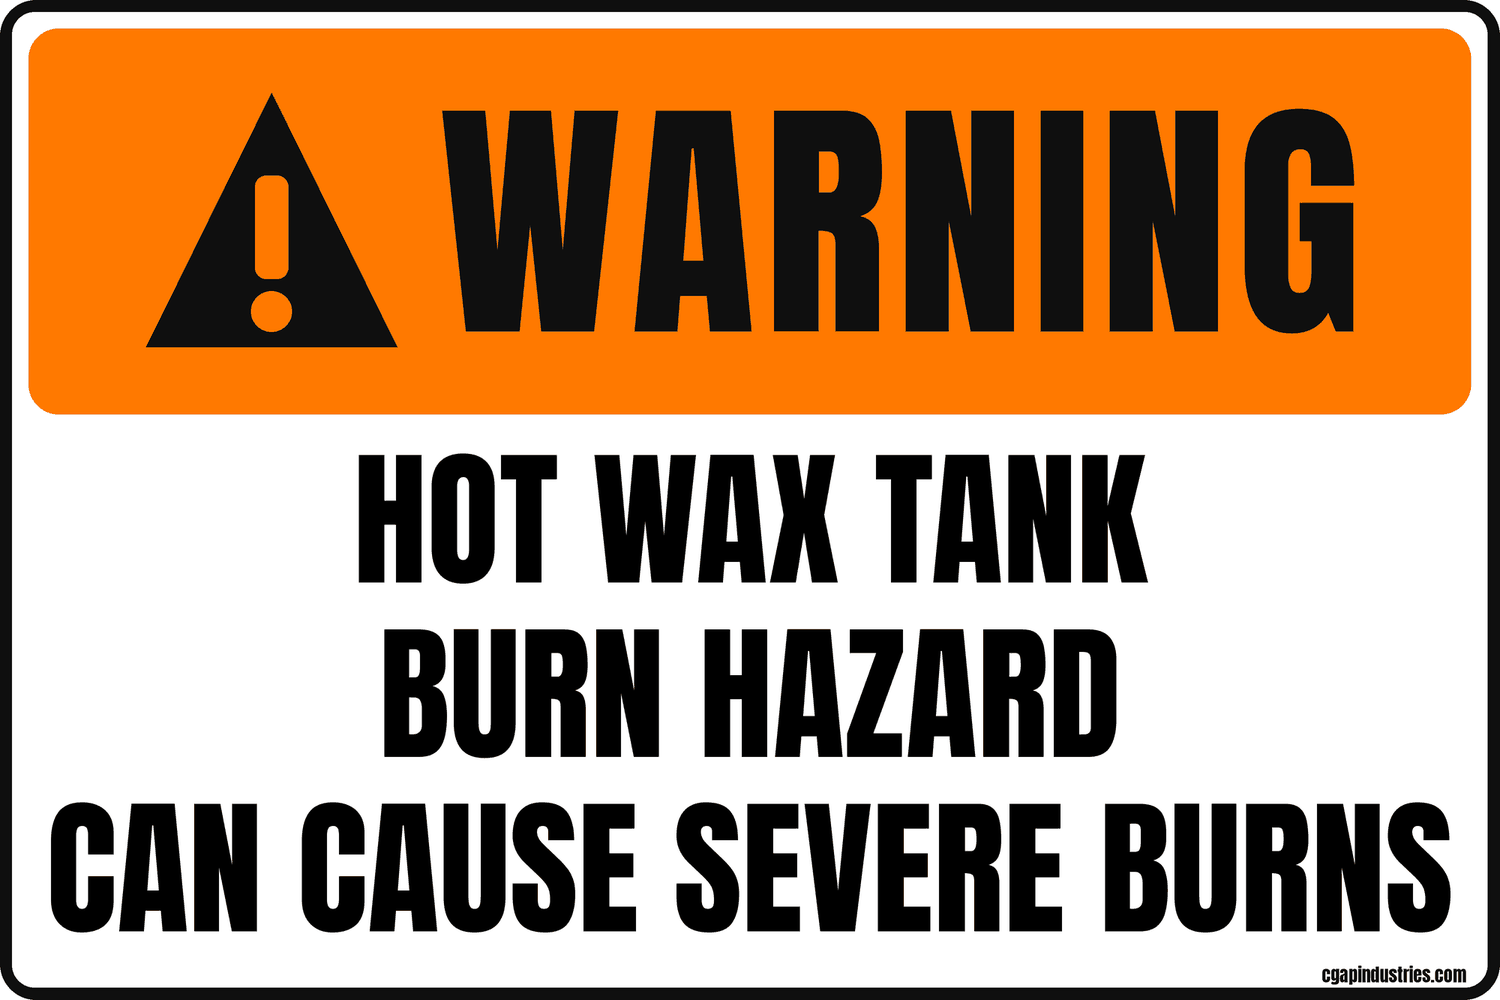 WARNING
HOT WAX TANK
BURN HAZARD
CAN CAUSE SEVERE BURNS
cgapindustries.com